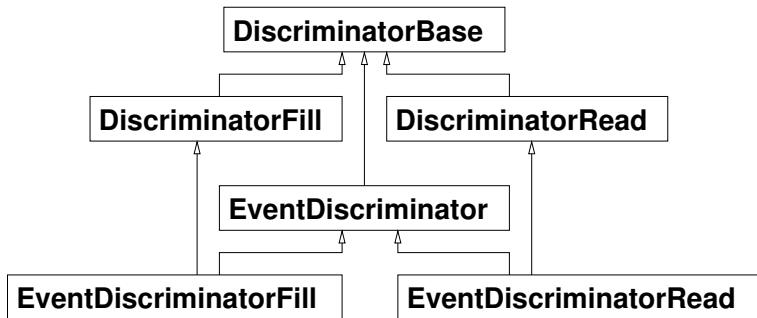 DiscriminatorBase
DiscriminatorFill
DiscriminatorRead
EventDiscriminator
EventDiscriminatorFill
EventDiscriminatorRead